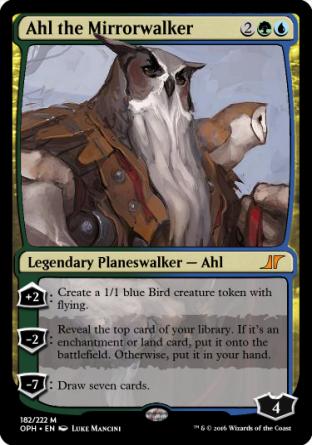 Ahl the Mirrorwalker 2
Legendary Planeswalker — Ahl
+2: Create a 1/1 blue Bird creature token with
flying.
-2: Reveal the top card of your library. If it's an
enchantment or land card, put it onto the
battlefield. Otherwise, put it in your hand.
-7: Draw seven cards.
4
182/222 M
OPH • EN Luke Mancini
™ & © 2016 Wizards of the Coast